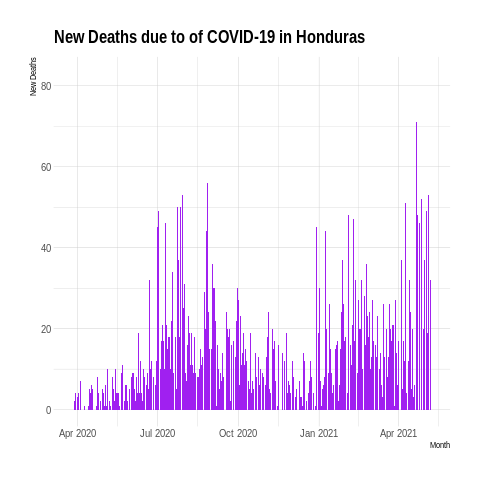 New Deaths due to of COVID-19 in Honduras
New Deaths
80
60
40
20
0
Apr 2020 Jul 2020 Oct 2020 Jan 2021 Apr 2021
Month